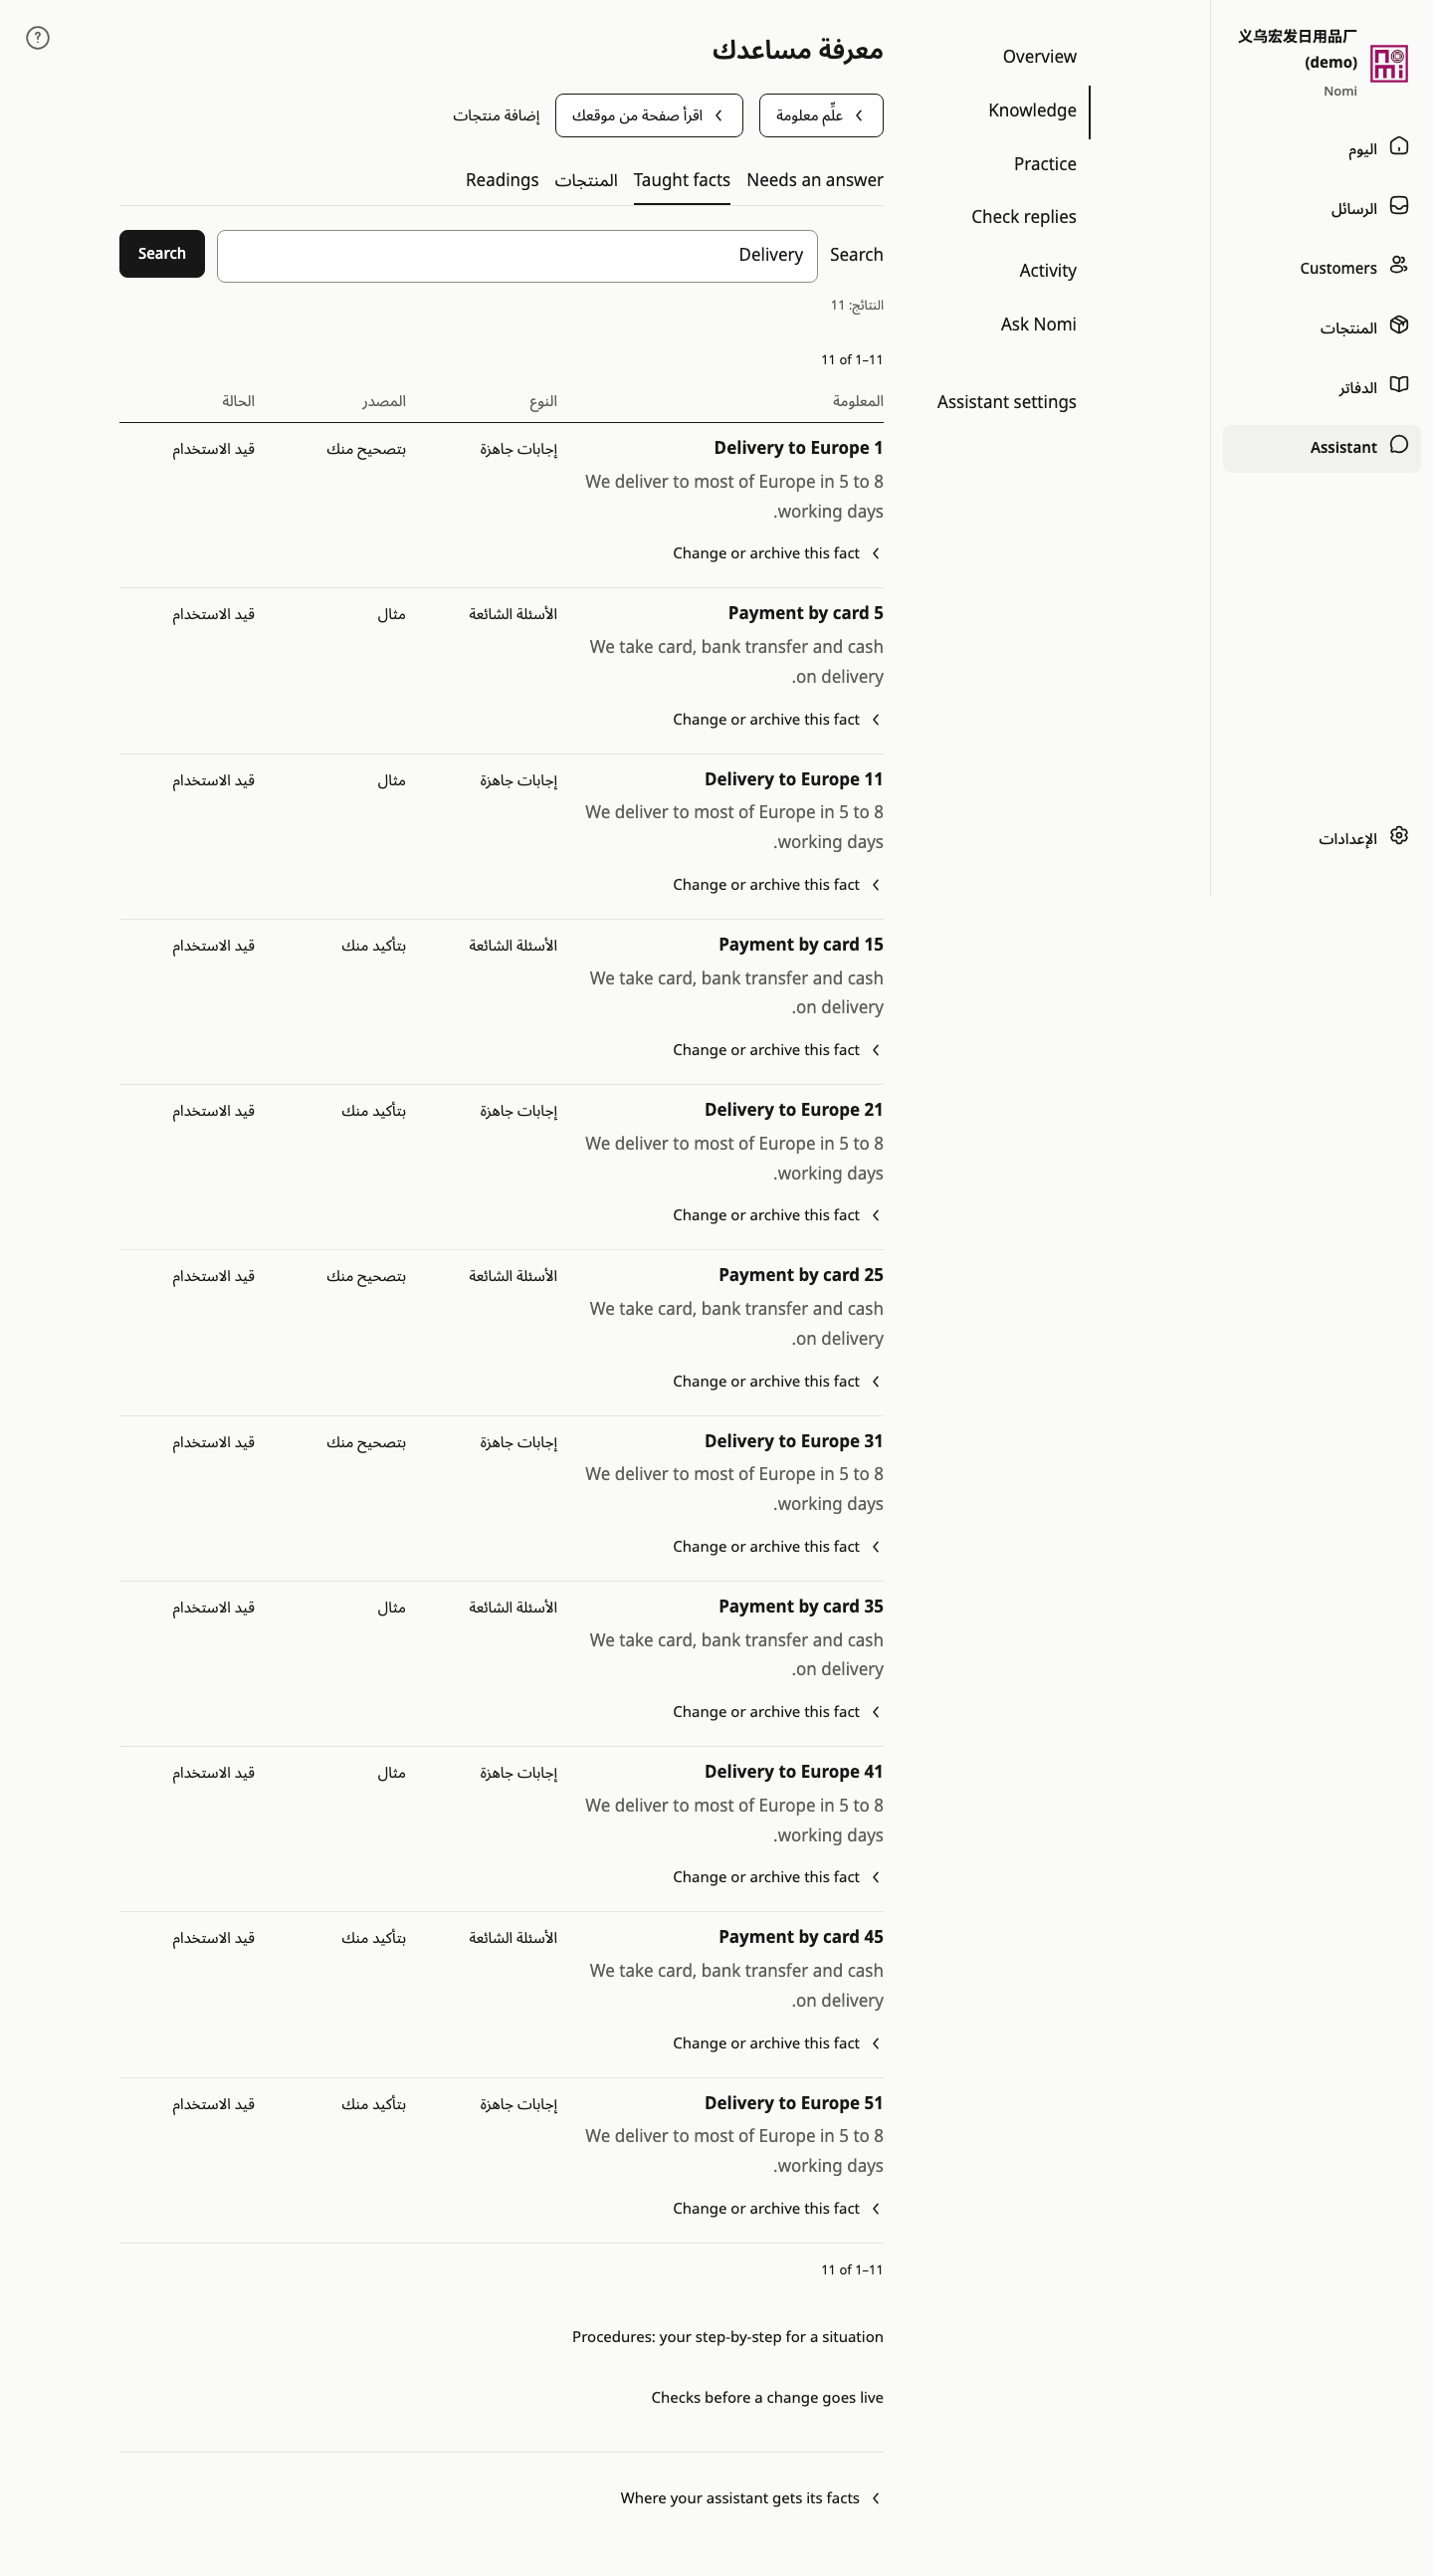 义乌宏发日用品厂
(demo)
Nomi
nomi
اليوم
الرسائل
Customers
المنتجات
الدفاتر
Assistant
الإعدادات
Overview
Knowledge
Practice
Check replies
Activity
Ask Nomi
Assistant settings
معرفة مساعدك
علِّم معلومة
اقرأ صفحة من موقعك
إضافة منتجات
Needs an answer
Taught facts
المنتجات
Readings
Search
Delivery
Search
النتائج: 11
11 of 1–11
المعلومة النوع المصدر الحالة
Delivery to Europe 1
إجابات جاهزة بتصحيح منك قيد الاستخدام
We deliver to most of Europe in 5 to 8
working days.
Change or archive this fact
Payment by card 5
الأسئلة الشائعة مثال قيد الاستخدام
We take card, bank transfer and cash
on delivery.
Change or archive this fact
Delivery to Europe 11
إجابات جاهزة مثال قيد الاستخدام
We deliver to most of Europe in 5 to 8
working days.
Change or archive this fact
Payment by card 15
الأسئلة الشائعة بتأكيد منك قيد الاستخدام
We take card, bank transfer and cash
on delivery.
Change or archive this fact
Delivery to Europe 21
إجابات جاهزة بتأكيد منك قيد الاستخدام
We deliver to most of Europe in 5 to 8
working days.
Change or archive this fact
Payment by card 25
الأسئلة الشائعة بتصحيح منك قيد الاستخدام
We take card, bank transfer and cash
on delivery.
Change or archive this fact
Delivery to Europe 31
إجابات جاهزة بتصحيح منك قيد الاستخدام
We deliver to most of Europe in 5 to 8
working days.
Change or archive this fact
Payment by card 35
الأسئلة الشائعة مثال قيد الاستخدام
We take card, bank transfer and cash
on delivery.
Change or archive this fact
Delivery to Europe 41
إجابات جاهزة مثال قيد الاستخدام
We deliver to most of Europe in 5 to 8
working days.
Change or archive this fact
Payment by card 45
الأسئلة الشائعة بتأكيد منك قيد الاستخدام
We take card, bank transfer and cash
on delivery.
Change or archive this fact
Delivery to Europe 51
إجابات جاهزة بتأكيد منك قيد الاستخدام
We deliver to most of Europe in 5 to 8
working days.
Change or archive this fact
11 of 1–11
Procedures: your step-by-step for a situation
Checks before a change goes live
Where your assistant gets its facts